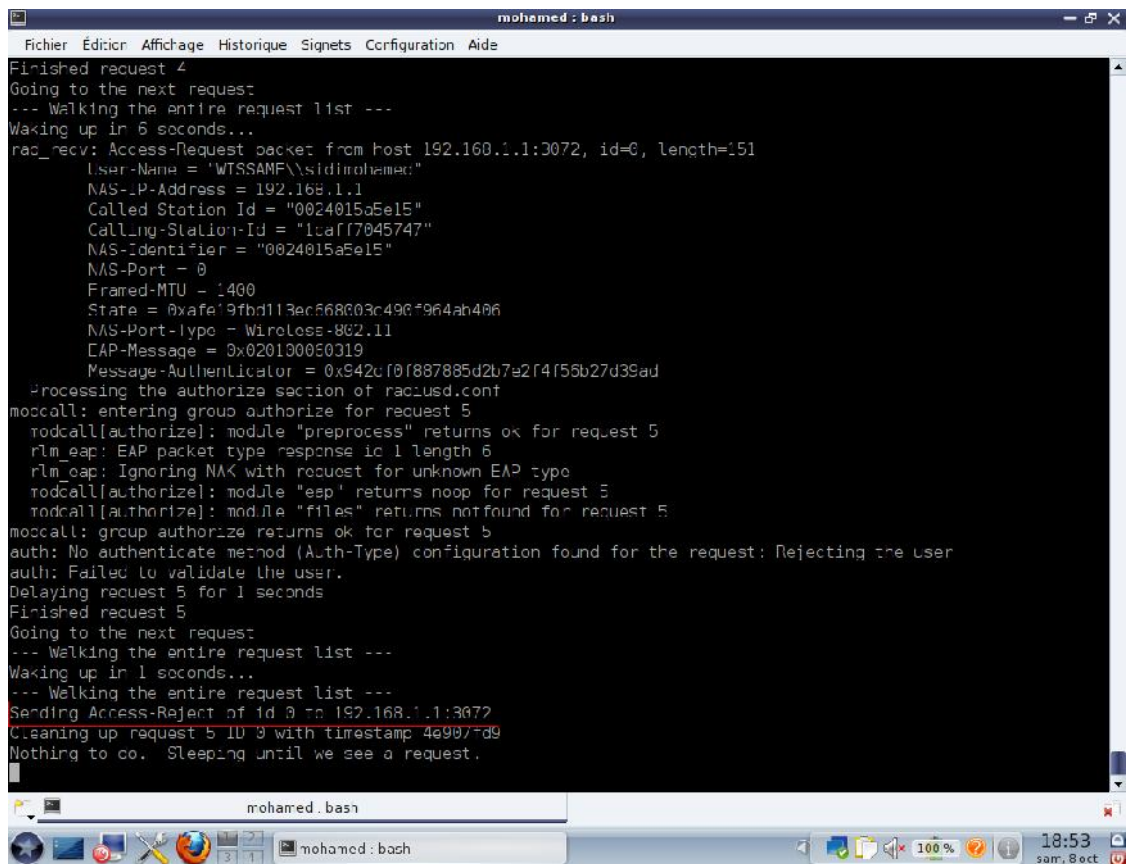 mohamed : bash
Fichier Édition Affichage Historique Signets Configuration Aide
Finished request 4
Going to the next request
--- Walking the entire request list ---
Waking up in 6 seconds...
rad_recv: Access-Request packet from host 192.168.1.1:3072, id=0, length=151
User-Name = "WISSAME\\sidimohamed"
NAS-IP-Address = 192.168.1.1
Called-Station-Id = "0024015a5e15"
Calling-Station-Id = "1caff7045747"
NAS-Identifier = "0024015a5e15"
NAS-Port = 0
Framed-MTU = 1400
State =
NAS-Port-Type = Wireless-802.11
EAP-Message = 0x020100060319
Message-Authenticator =
Processing the authorize section of radiusd.conf
modcall: entering group authorize for request 5
modcall[authorize]: module "preprocess" returns ok for request 5
rlm_eap: EAP packet type response id 1 length 6
rlm_eap: Ignoring NAK with request for unknown EAP type
modcall[authorize]: module "eap" returns noop for request 5
modcall[authorize]: module "files" returns notfound for request 5
modcall: group authorize returns ok for request 5
auth: No authenticate method (Auth-Type) configuration found for the request: Rejecting the user
auth: Failed to validate the user.
Delaying request 5 for 1 seconds
Finished request 5
Going to the next request
--- Walking the entire request list ---
Waking up in 1 seconds...
--- Walking the entire request list ---
Sending Access-Reject of id 0 to 192.168.1.1:3072
Cleaning up request 5 ID 0 with timestamp 4e907fd9
Nothing to do. Sleeping until we see a request.
mohamed : bash
mohamed : bash
100 %
18:53
sam. 8 oct